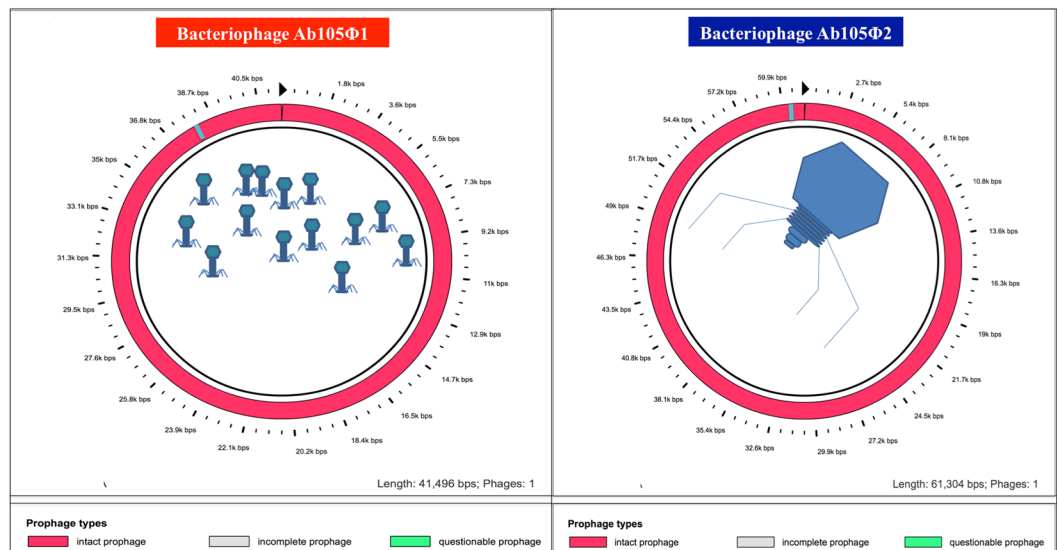 Bacteriophage Ab105Φ1
40.5k bps
1.8k bps
3.6k bps
5.5k bps
7.3k bps
9.2k bps
11k bps
12.9k bps
14.7k bps
16.5k bps
18.4k bps
20.2k bps
22.1k bps
23.9k bps
25.8k bps
27.6k bps
29.5k bps
31.3k bps
33.1k bps
35k bps
36.8k bps
38.7k bps
Length: 41,496 bps; Phages: 1
Prophage types
intact prophage
incomplete prophage
questionable prophage
Bacteriophage Ab105Φ2
59.9k bps
2.7k bps
5.4k bps
8.1k bps
10.8k bps
13.6k bps
16.3k bps
19k bps
21.7k bps
24.5k bps
27.2k bps
29.9k bps
32.6k bps
35.4k bps
38.1k bps
40.8k bps
43.5k bps
46.3k bps
49k bps
51.7k bps
54.4k bps
57.2k bps
Length: 61,304 bps; Phages: 1
Prophage types
intact prophage
incomplete prophage
questionable prophage